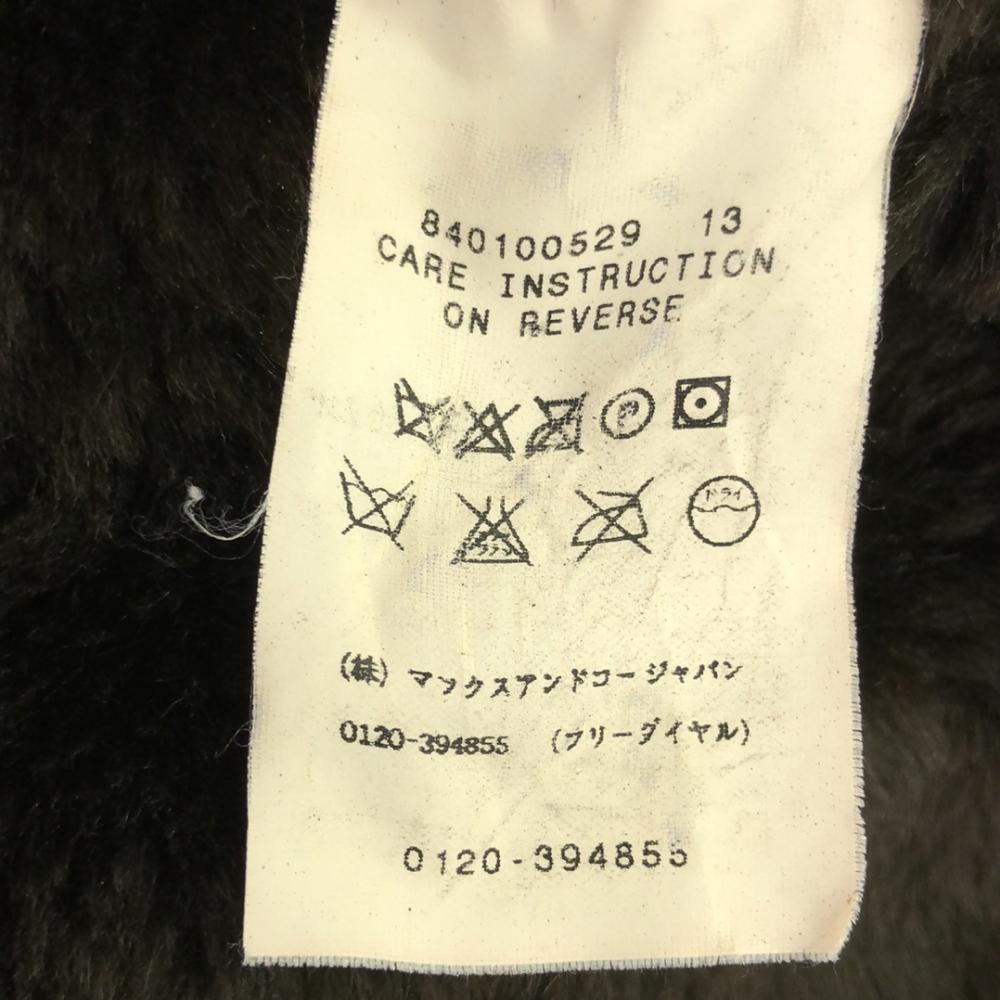 840100529 13
CARE INSTRUCTION
ON REVERSE
P
ドライ
(株) マックスアンドコージャパン
0120-394855 (フリーダイヤル)
0120-394855